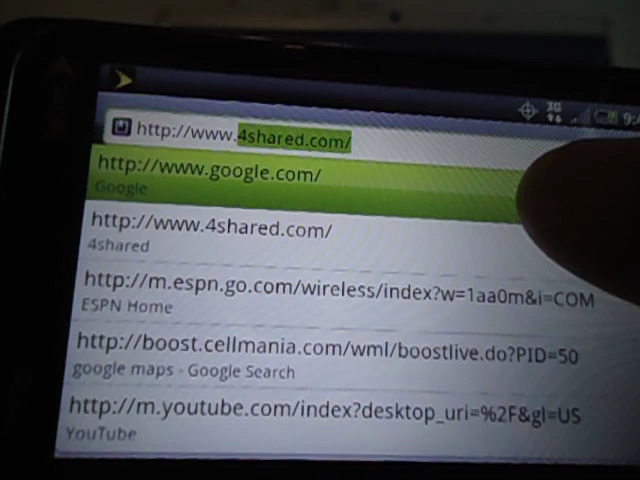 3G
http://www.4shared.com/
http://www.google.com/
Google
http://www.4shared.com/
4shared
http://m.espn.go.com/wireless/index?w=1aa0m&i=COM
ESPN Home
http://boost.cellmania.com/wml/boostlive.do?PID=50
google maps - Google Search
http://m.youtube.com/index?desktop_uri=%2F&gl=US
YouTube